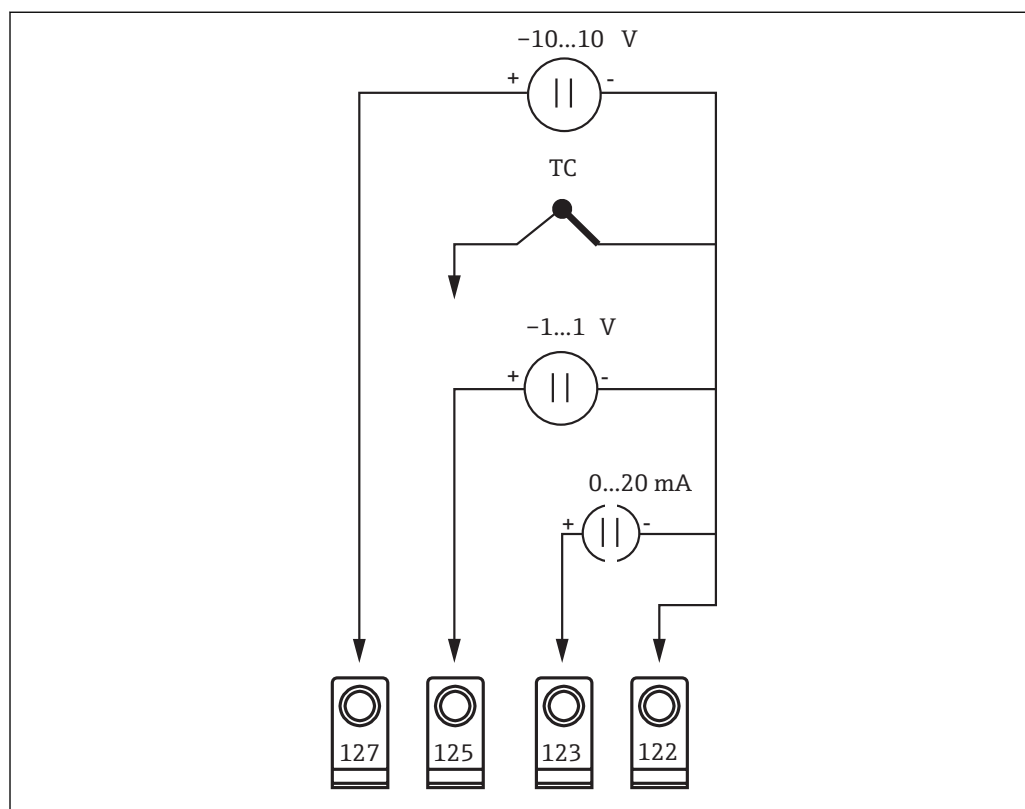 −10...10 V
+ -
TC
−1...1 V
+ -
0...20 mA
+ -
127 125 123 122